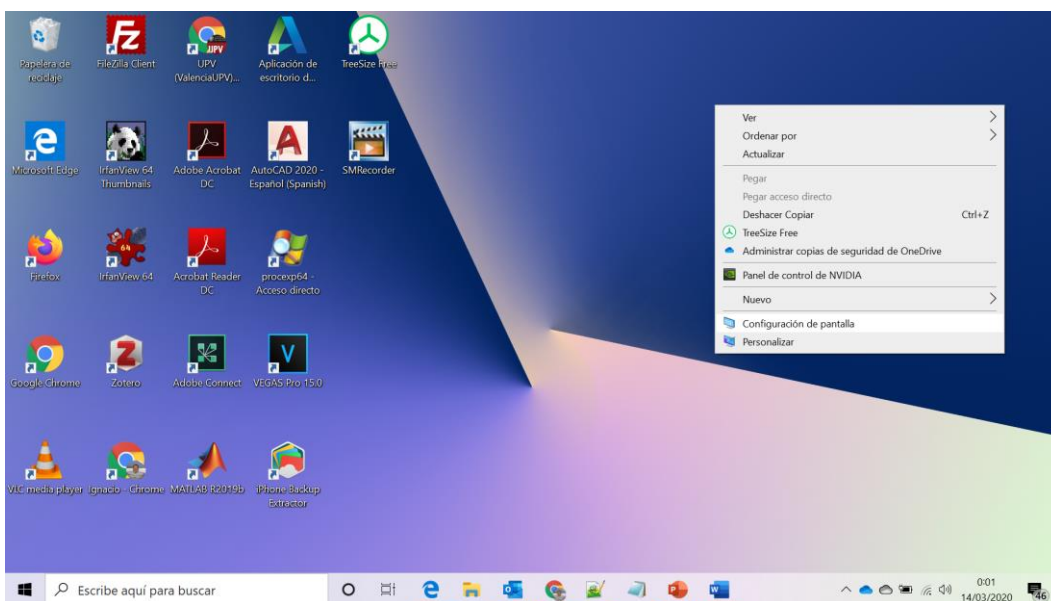 Papelera de
reciclaje
FileZilla Client
UPV
(ValenciaUPV)...
Aplicación de
escritorio d...
TreeSize Free
Microsoft Edge
IrfanView 64
Thumbnails
Adobe Acrobat
DC
AutoCAD 2020 -
Español (Spanish)
SMRecorder
Firefox
64
IrfanView 64
Acrobat Reader
DC
procexp64 -
Acceso directo
Google Chrome
Zotero
Adobe Connect
VEGAS Pro 15.0
VLC media player
Ignacio - Chrome
MATLAB R2019b
iPhone Backup
Extractor
Ver
Ordenar por
Actualizar
Pegar
Pegar acceso directo
Deshacer Copiar Ctrl+Z
TreeSize Free
Administrar copias de seguridad de OneDrive
Panel de control de NVIDIA
Nuevo
Configuración de pantalla
Personalizar
Escribe aquí para buscar
0:01
14/03/2020
46